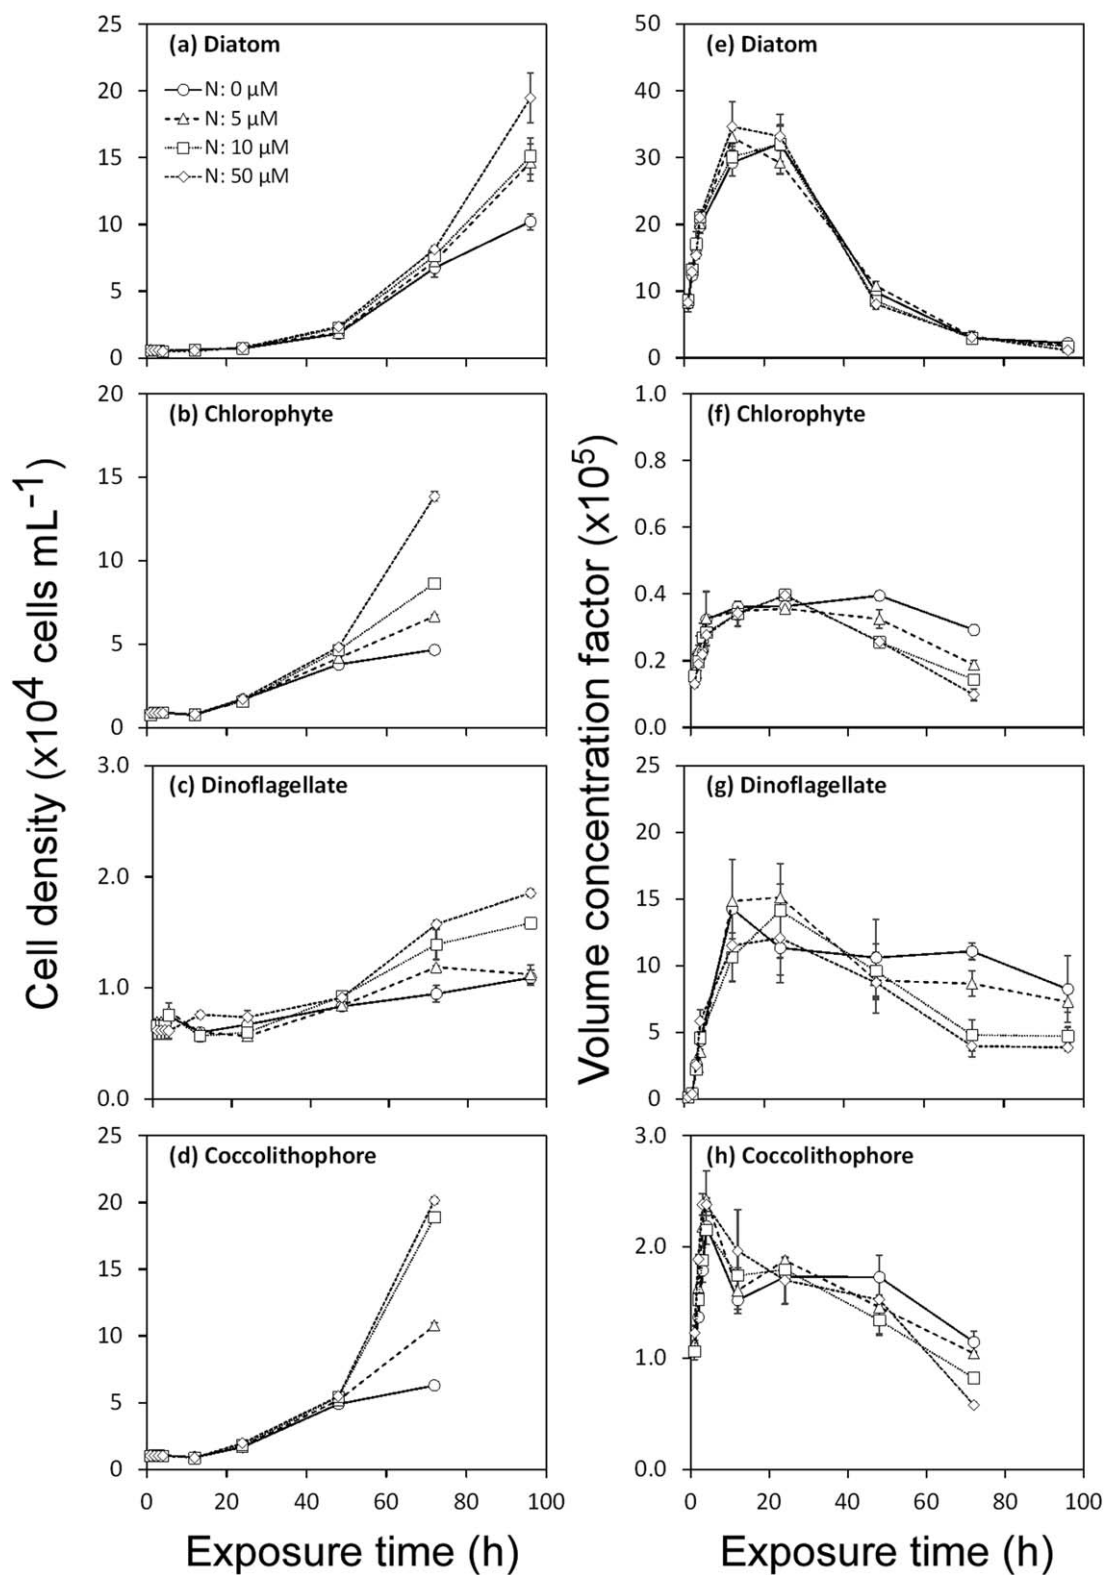 Cell density (x10⁴ cells mL⁻¹)
25
20
15
10
5
0
(a) Diatom
N: 0 µM
N: 5 µM
N: 10 µM
N: 50 µM
20
15
10
5
0
(b) Chlorophyte
3.0
2.0
1.0
0.0
(c) Dinoflagellate
25
20
15
10
5
0
(d) Coccolithophore
0 20 40 60 80 100
Exposure time (h)
Volume concentration factor (x10⁵)
50
40
30
20
10
0
(e) Diatom
1.0
0.8
0.6
0.4
0.2
0.0
(f) Chlorophyte
25
20
15
10
5
0
(g) Dinoflagellate
3.0
2.0
1.0
0.0
(h) Coccolithophore
0 20 40 60 80 100
Exposure time (h)